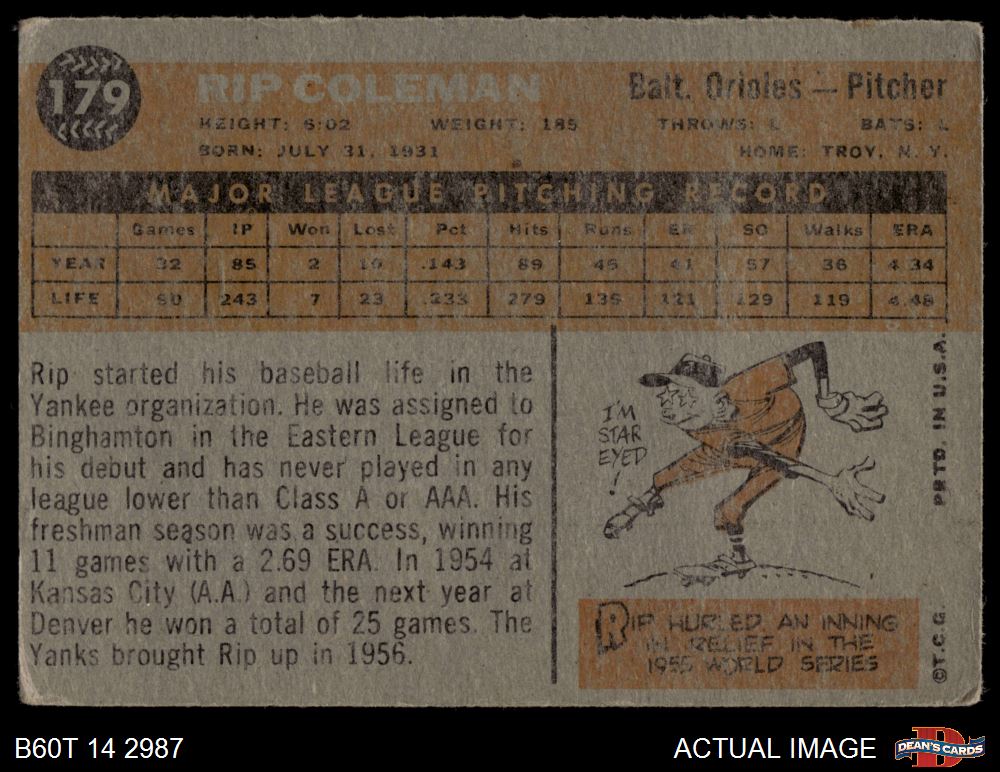 179
RIP COLEMAN
Balt. Orioles — Pitcher
HEIGHT: 6:02 WEIGHT: 185 THROWS: L BATS: L
BORN: JULY 31, 1931 HOME: TROY, N. Y.
MAJOR LEAGUE PITCHING RECORD
Games IP Won Lost Pct Hits Runs ER SO Walks ERA
YEAR 32 85 2 10 .143 89 46 41 57 36 4.34
LIFE 243 7 23 .233 279 121 129 119 4.48
Rip started his baseball life in the
Yankee organization. He was assigned to
Binghamton in the Eastern League for
his debut and has never played in any
league lower than Class A or AAA. His
freshman season was a success, winning
11 games with a 2.69 ERA. In 1954 at
Kansas City (A.A.) and the next year at
Denver he won a total of 25 games. The
Yanks brought Rip up in 1956.
I'M
STAR
EYED
!
RIP HURLED AN INNING
IN RELIEF IN THE
1955 WORLD SERIES
©T.C.G. PRTD. IN U.S.A.
B60T 14 2987
ACTUAL IMAGE
DEAN'S CARDS